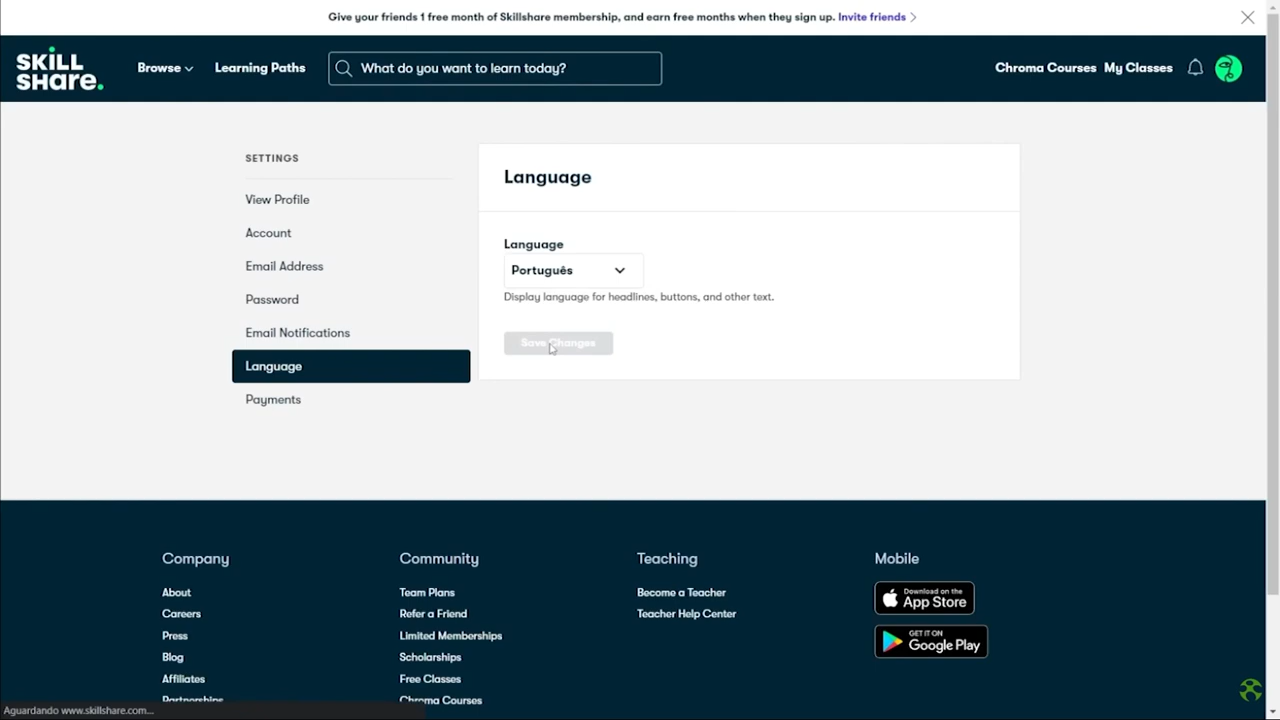 Give your friends 1 free month of Skillshare membership, and earn free months when they sign up. Invite friends
SKILL
SHARE.
Browse
Learning Paths
What do you want to learn today?
Chroma Courses
My Classes
SETTINGS
View Profile
Account
Email Address
Password
Email Notifications
Language
Payments
Language
Language
Português
Display language for headlines, buttons, and other text.
Save Changes
Company
About
Careers
Press
Blog
Affiliates
Partnerships
Community
Team Plans
Refer a Friend
Limited Memberships
Scholarships
Free Classes
Chroma Courses
Teaching
Become a Teacher
Teacher Help Center
Mobile
Download on the
App Store
GET IT ON
Google Play
Aguardando www.skillshare.com...